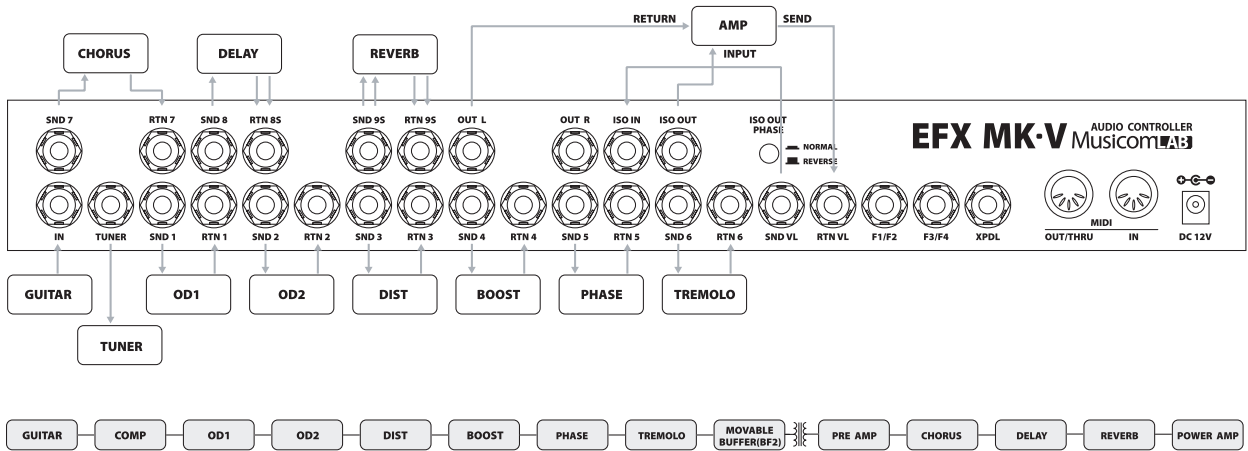 RETURN
AMP
SEND
INPUT
CHORUS
DELAY
REVERB
SND 7
RTN 7
SND 8
RTN 8S
SND 9S
RTN 9S
OUT L
OUT R
ISO IN
ISO OUT
ISO OUT
PHASE
NORMAL
REVERSE
EFX MK·V AUDIO CONTROLLER
MusicomLAB
IN
TUNER
SND 1
RTN 1
SND 2
RTN 2
SND 3
RTN 3
SND 4
RTN 4
SND 5
RTN 5
SND 6
RTN 6
SND VL
RTN VL
F1/F2
F3/F4
XPDL
MIDI
OUT/THRU
IN
DC 12V
GUITAR
OD1
OD2
DIST
BOOST
PHASE
TREMOLO
TUNER
GUITAR
COMP
OD1
OD2
DIST
BOOST
PHASE
TREMOLO
MOVABLE
BUFFER(BF2)
PRE AMP
CHORUS
DELAY
REVERB
POWER AMP